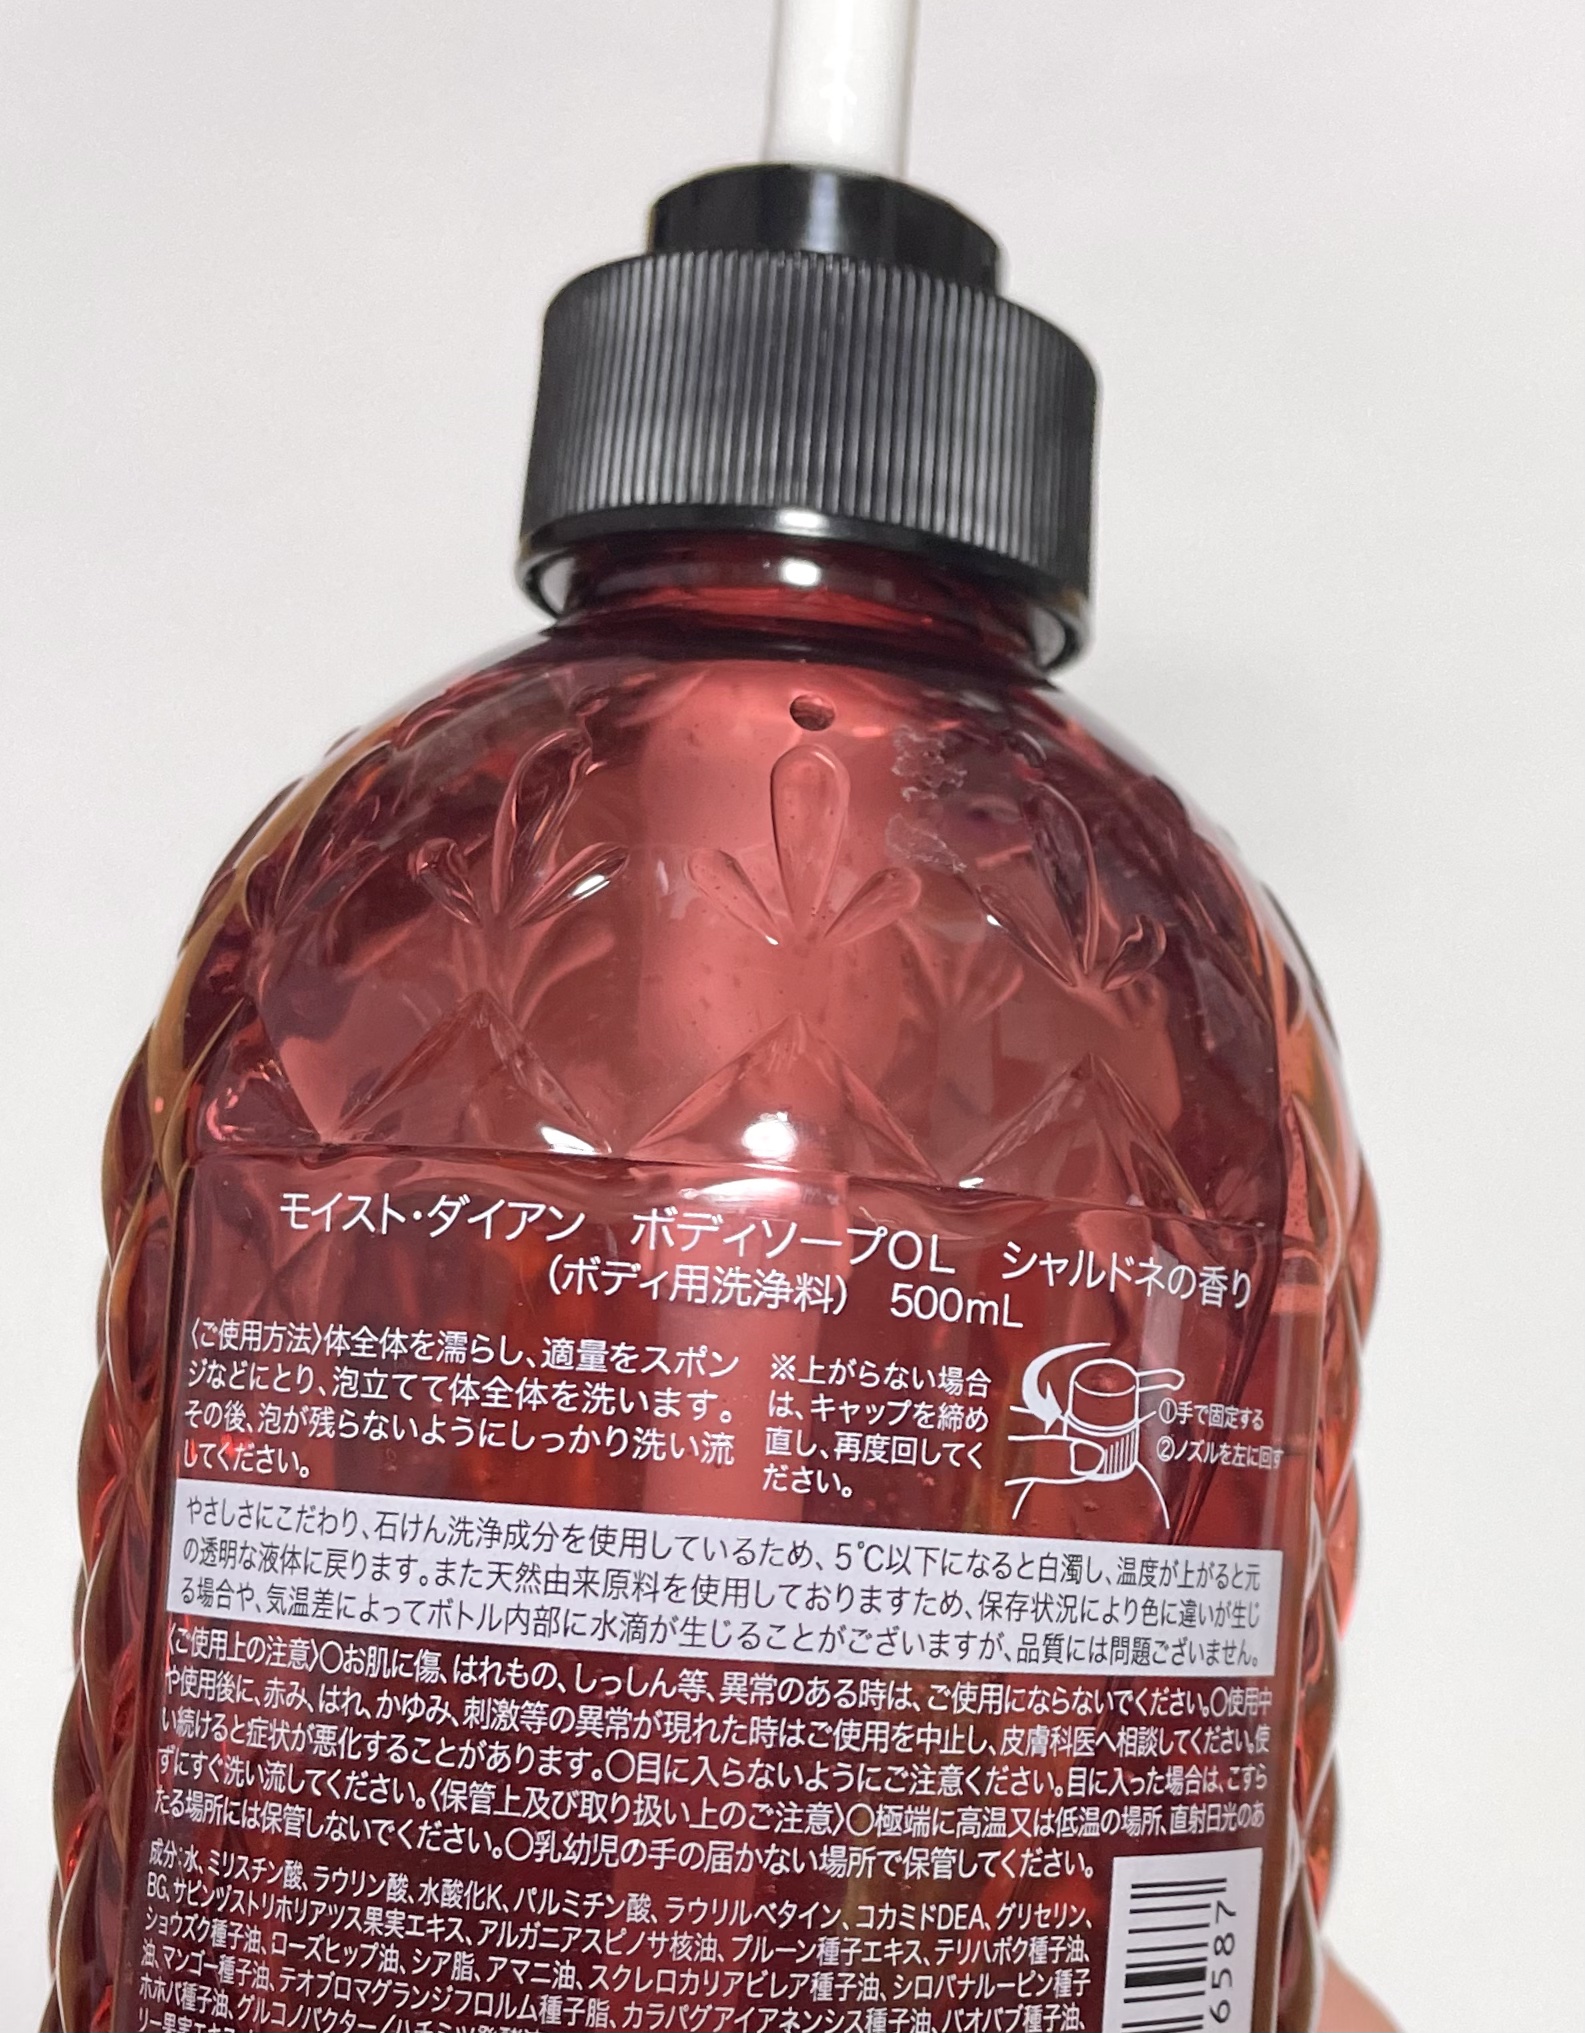 モイスト・ダイアン ボディソープOL シャルドネの香り
(ボディ用洗浄料) 500mL
〈ご使用方法〉体全体を濡らし、適量をスポン
ジなどにとり、泡立てて体全体を洗います。
その後、泡が残らないようにしっかり洗い流
してください。
※上がらない場合
は、キャップを締め
直し、再度回してく
ださい。
①手で固定する
②ノズルを左に回す
やさしさにこだわり、石けん洗浄成分を使用しているため、5℃以下になると白濁し、温度が上がると元
の透明な液体に戻ります。また天然由来原料を使用しておりますため、保存状況により色に違いが生じ
る場合や、気温差によってボトル内部に水滴が生じることがございますが、品質には問題ございません。
〈ご使用上の注意〉〇お肌に傷、はれもの、しっしん等、異常のある時は、ご使用にならないでください。〇使用中
や使用後に、赤み、はれ、かゆみ、刺激等の異常が現れた時はご使用を中止し、皮膚科医へ相談してください。使
い続けると症状が悪化することがあります。〇目に入らないようにご注意ください。目に入った場合は、こすら
ずにすぐ洗い流してください。〈保管上及び取り扱い上のご注意〉〇極端に高温又は低温の場所、直射日光のあ
たる場所には保管しないでください。〇乳幼児の手の届かない場所で保管してください。
成分:水、ミリスチン酸、ラウリン酸、水酸化K、パルミチン酸、ラウリルベタイン、コカミドDEA、グリセリン、
BG、サピンヅストリホリアツス果実エキス、アルガニアスピノサ核油、プルーン種子エキス、テリハボク種子油、
ショウズク種子油、ローズヒップ油、シア脂、アマニ油、スクレロカリアビレア種子油、シロバナルーピン種子
油、マンゴー種子油、テオブロマグランジフロルム種子脂、カラパグアイアネンシス種子油、バオバブ種子油、
ホホバ種子油、グルコノバクター/ハチミツ発酵液
リー果実エキス
6587